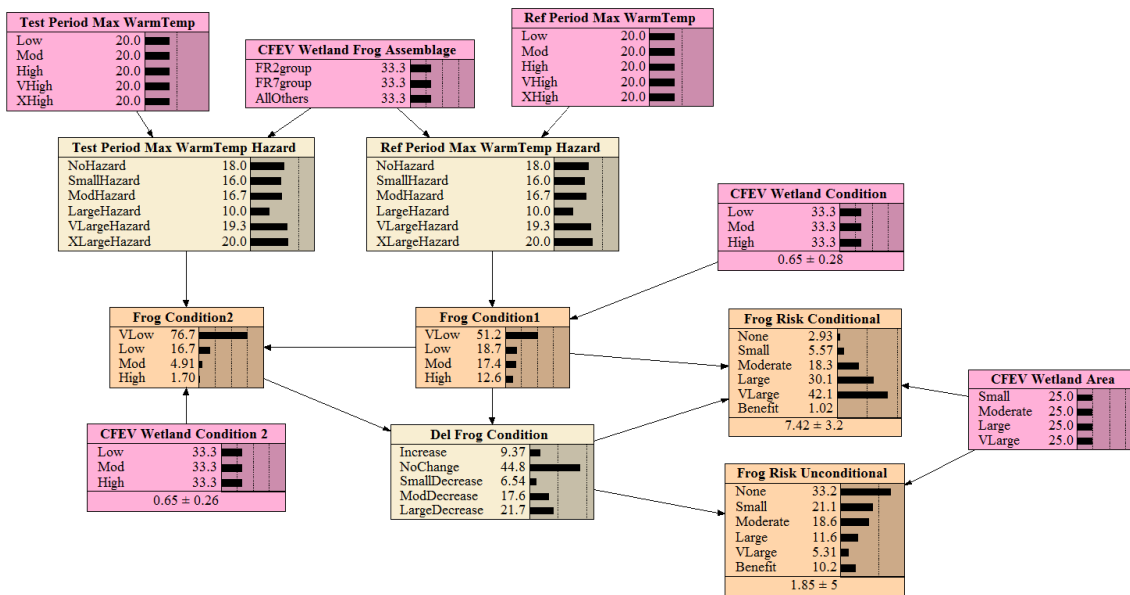 Test Period Max WarmTemp
Low 20.0
Mod 20.0
High 20.0
VHigh 20.0
XHigh 20.0
CFEV Wetland Frog Assemblage
FR2group 33.3
FR7group 33.3
AllOthers 33.3
Ref Period Max WarmTemp
Low 20.0
Mod 20.0
High 20.0
VHigh 20.0
XHigh 20.0
Test Period Max WarmTemp Hazard
NoHazard 18.0
SmallHazard 16.0
ModHazard 16.7
LargeHazard 10.0
VLargeHazard 19.3
XLargeHazard 20.0
Ref Period Max WarmTemp Hazard
NoHazard 18.0
SmallHazard 16.0
ModHazard 16.7
LargeHazard 10.0
VLargeHazard 19.3
XLargeHazard 20.0
CFEV Wetland Condition
Low 33.3
Mod 33.3
High 33.3
0.65 ± 0.28
Frog Condition2
VLow 76.7
Low 16.7
Mod 4.91
High 1.70
Frog Condition1
VLow 51.2
Low 18.7
Mod 17.4
High 12.6
Frog Risk Conditional
None 2.93
Small 5.57
Moderate 18.3
Large 30.1
VLarge 42.1
Benefit 1.02
7.42 ± 3.2
CFEV Wetland Area
Small 25.0
Moderate 25.0
Large 25.0
VLarge 25.0
CFEV Wetland Condition 2
Low 33.3
Mod 33.3
High 33.3
0.65 ± 0.26
Del Frog Condition
Increase 9.37
NoChange 44.8
SmallDecrease 6.54
ModDecrease 17.6
LargeDecrease 21.7
Frog Risk Unconditional
None 33.2
Small 21.1
Moderate 18.6
Large 11.6
VLarge 5.31
Benefit 10.2
1.85 ± 5